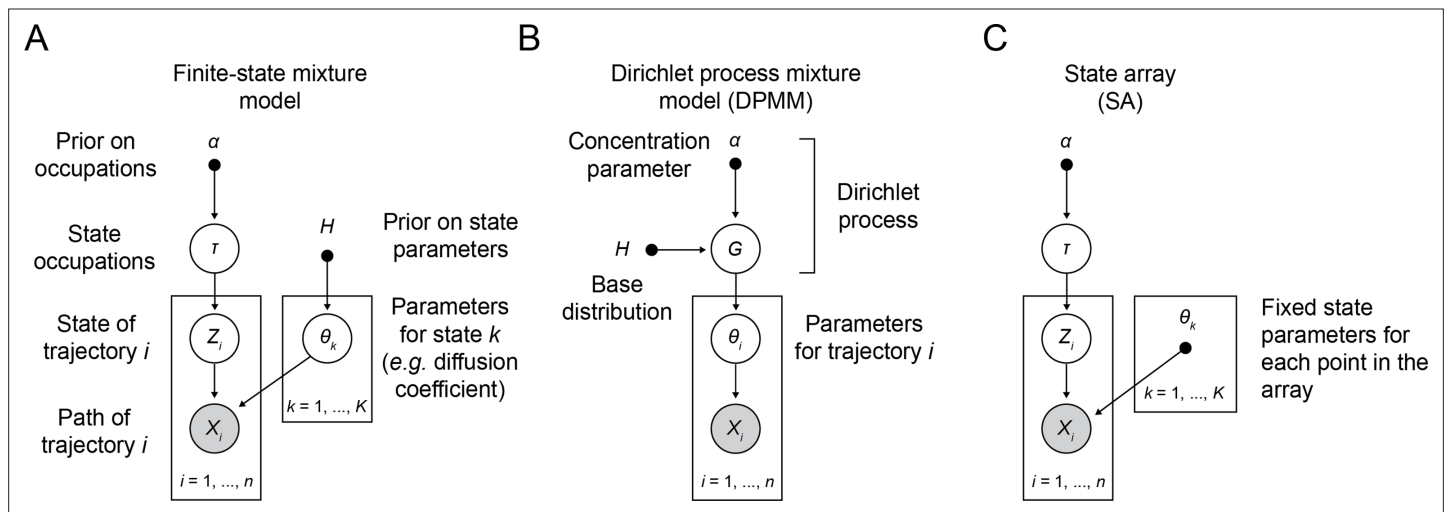 A
Finite-state mixture
model
Prior on
occupations
α
State
occupations
τ
H
Prior on state
parameters
State of
trajectory i
Zᵢ
θₖ
Parameters
for state k
(e.g. diffusion
coefficient)
k = 1, ..., K
Path of
trajectory i
Xᵢ
i = 1, ..., n
B
Dirichlet process mixture
model (DPMM)
Concentration
parameter
α
Dirichlet
process
H
G
Base
distribution
θᵢ
Parameters
for trajectory i
Xᵢ
i = 1, ..., n
C
State array
(SA)
α
τ
Zᵢ
θₖ
Fixed state
parameters for
each point in the
array
k = 1, ..., K
Xᵢ
i = 1, ..., n